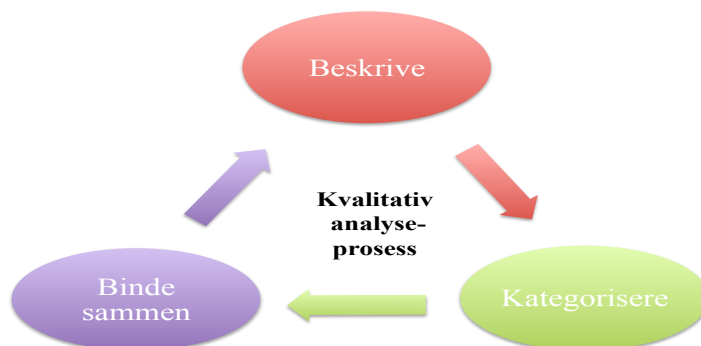 Beskrive
Kvalitativ
analyse-
prosess
Binde
sammen
Kategorisere